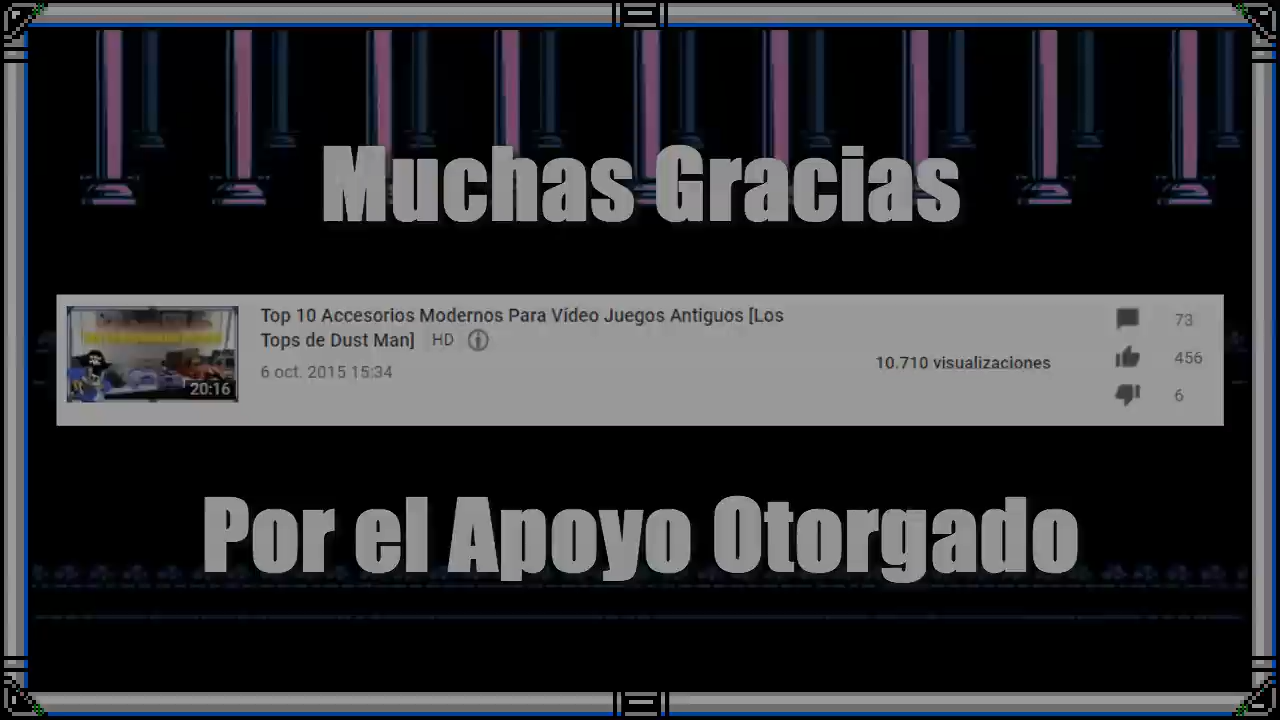 Muchas Gracias
Top 10 Accesorios Modernos Para Vídeo Juegos Antiguos [Los
Tops de Dust Man] HD
6 oct. 2015 15:34
20:16
10.710 visualizaciones
73
456
6
Por el Apoyo Otorgado